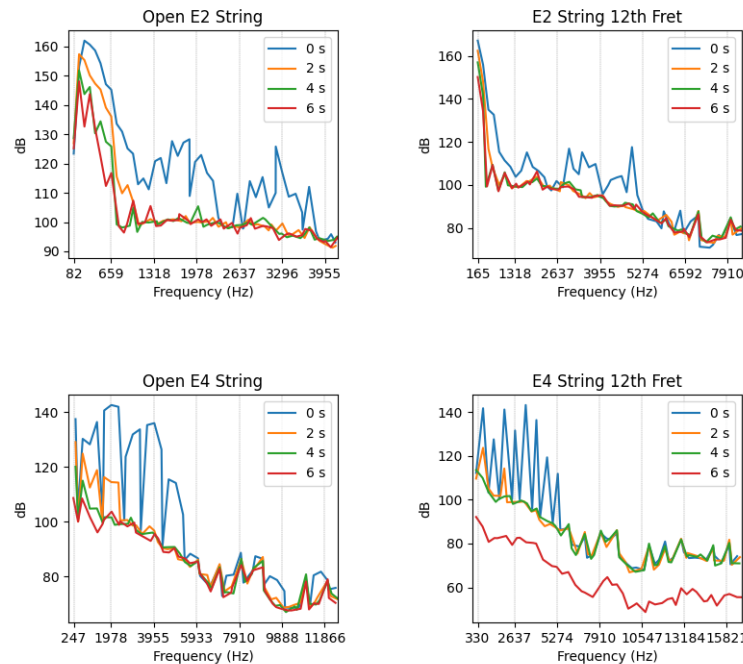 Open E2 String
160
150
140
130
120
110
100
90
dB
82 659 1318 1978 2637 3296 3955
Frequency (Hz)
0 s
2 s
4 s
6 s
E2 String 12th Fret
160
140
120
100
80
dB
165 1318 2637 3955 5274 6592 7910
Frequency (Hz)
0 s
2 s
4 s
6 s
Open E4 String
140
120
100
80
dB
247 1978 3955 5933 7910 9888 11866
Frequency (Hz)
0 s
2 s
4 s
6 s
E4 String 12th Fret
140
120
100
80
60
dB
330 2637 5274 7910 10547 13184 15821
Frequency (Hz)
0 s
2 s
4 s
6 s